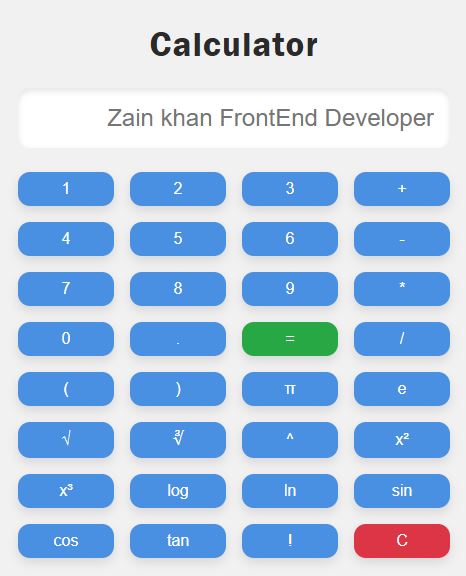 Calculator
Zain khan FrontEnd Developer
1 2 3 +
4 5 6 -
7 8 9 *
0 . = /
( ) π e
√ ∛ ^ x²
x³ log ln sin
cos tan ! C